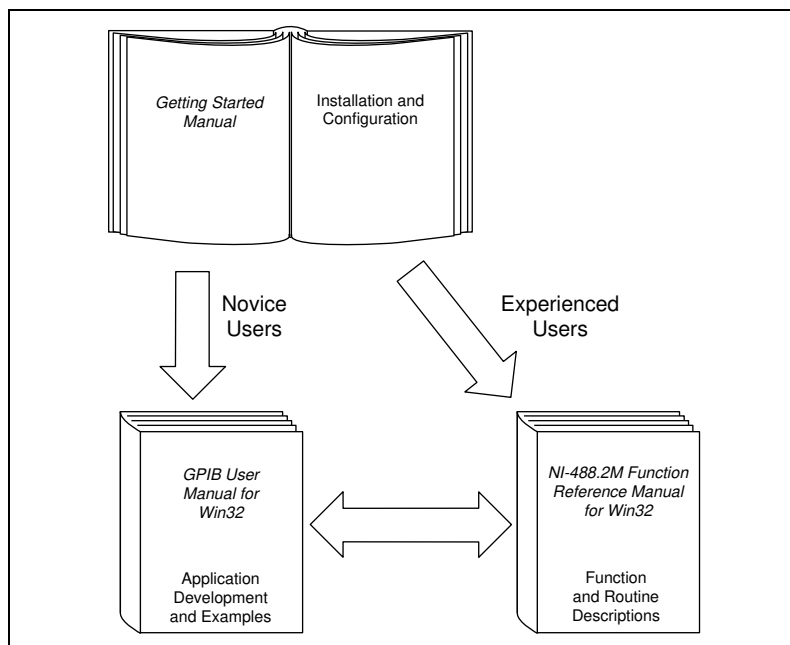 Getting Started
Manual
Installation and
Configuration
Novice
Users
Experienced
Users
GPIB User
Manual for
Win32
Application
Development
and Examples
NI-488.2M Function
Reference Manual
for Win32
Function
and Routine
Descriptions